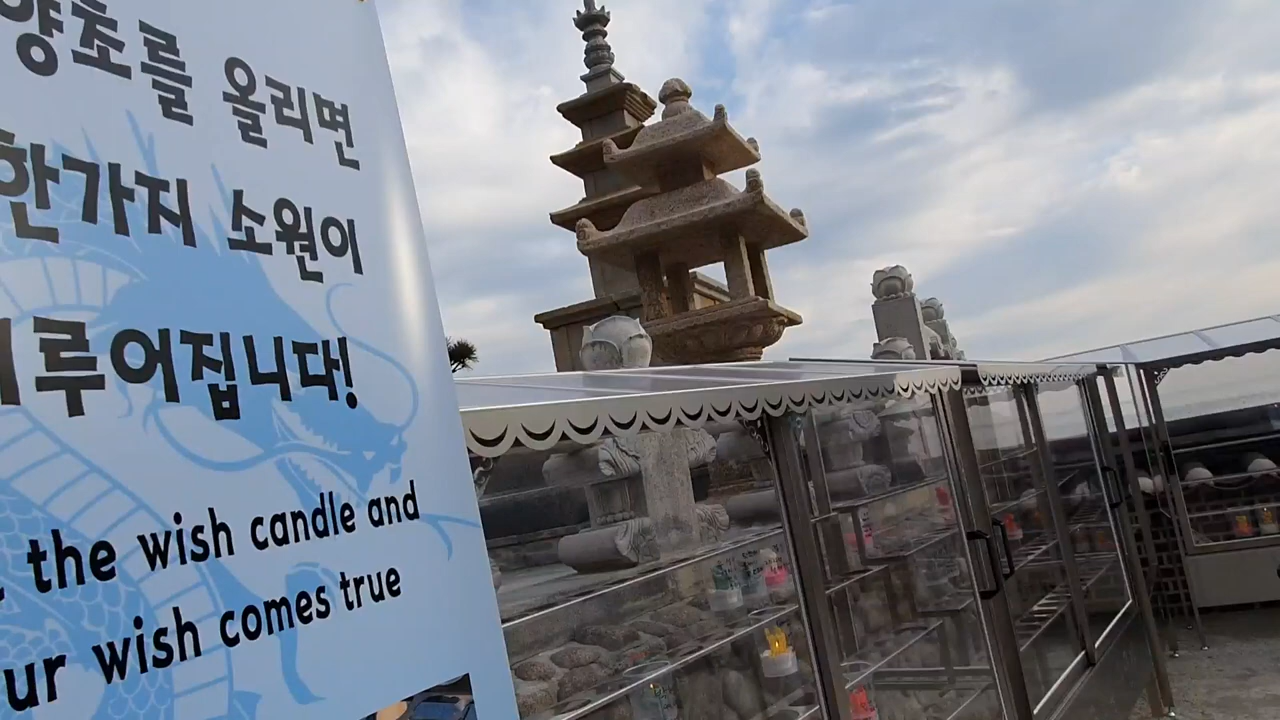 양초를 올리면
한가지 소원이
루어집니다!
the wish candle and
ur wish comes true